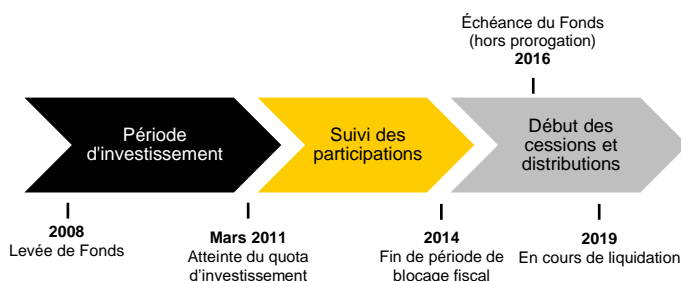 Échéance du Fonds
(hors prorogation)
2016
Période
d'investissement
Suivi des
participations
Début des
cessions et
distributions
2008
Levée de Fonds
Mars 2011
Atteinte du quota
d'investissement
2014
Fin de période de
blocage fiscal
2019
En cours de liquidation